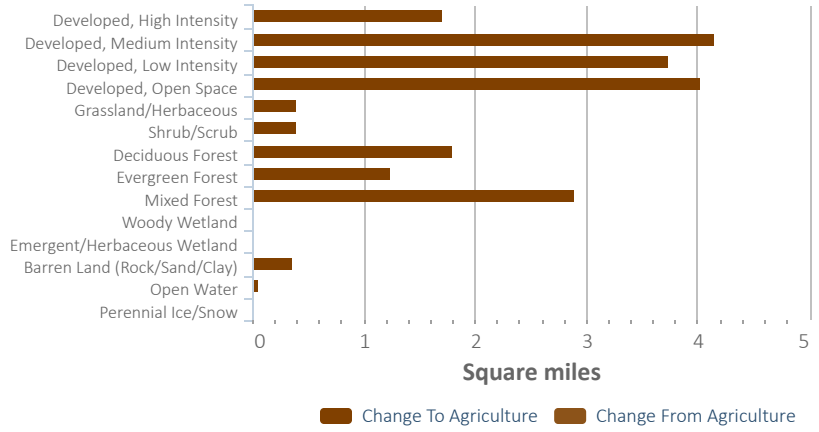 Developed, High Intensity
Developed, Medium Intensity
Developed, Low Intensity
Developed, Open Space
Grassland/Herbaceous
Shrub/Scrub
Deciduous Forest
Evergreen Forest
Mixed Forest
Woody Wetland
Emergent/Herbaceous Wetland
Barren Land (Rock/Sand/Clay)
Open Water
Perennial Ice/Snow
0 1 2 3 4 5
Square miles
Change To Agriculture Change From Agriculture